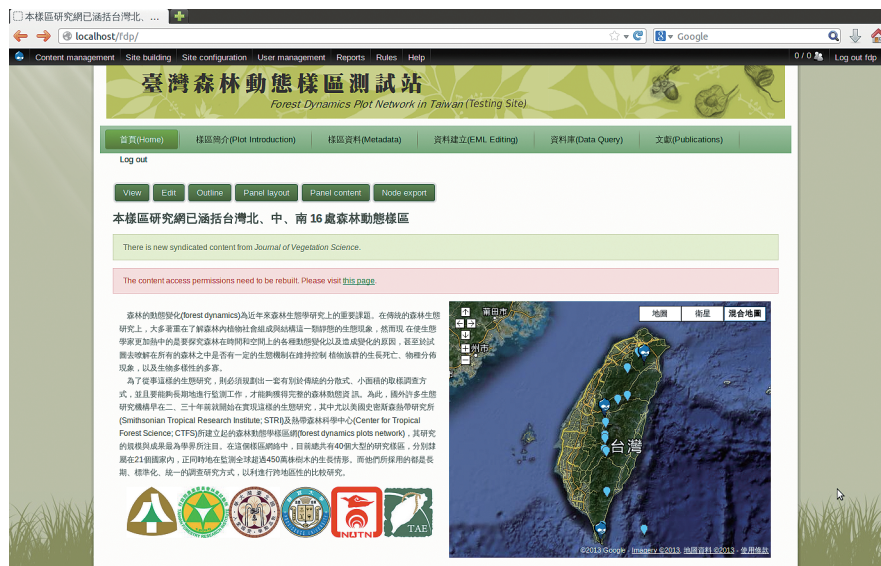 本樣區研究網已涵括台灣北、...
localhost/fdp/
Google
Content management Site building Site configuration User management Reports Rules Help
0 / 0
Log out fdp
臺灣森林動態樣區測試站
Forest Dynamics Plot Network in Taiwan (Testing Site)
首頁(Home) 樣區簡介(Plot Introduction) 樣區資料(Metadata) 資料建立(EML Editing) 資料庫(Data Query) 文獻(Publications)
Log out
View Edit Outline Panel layout Panel content Node export
本樣區研究網已涵括台灣北、中、南 16 處森林動態樣區
There is new syndicated content from Journal of Vegetation Science.
The content access permissions need to be rebuilt. Please visit this page.
森林的動態變化(forest dynamics)為近年來森林生態學研究上的重要課題。在傳統的森林生態
研究上，大多著重在了解森林內植物社會組成與結構這一類靜態的生態現象，然而現 在使生態
學家更加熱中的是要探究森林在時間和空間上的各種動態變化以及造成變化的原因，甚至於試
圖去暸解在所有的森林之中是否有一定的生態機制在維持控制 植物族群的生長死亡、物種分佈
現象，以及生物多樣性的多寡。
為了從事這樣的生態研究，則必須規劃出一套有別於傳統的分散式、小面積的取樣調查方
式，並且要能夠長期地進行監測工作，才能夠獲得完整的森林動態資 訊。為此，國外許多生態
研究機構早在二、三十年前就開始在實現這樣的生態研究，其中尤以美國史密斯森熱帶研究所
(Smithsonian Tropical Research Institute; STRI)及熱帶森林科學中心(Center for Tropical
Forest Science; CTFS)所建立起的森林動態學樣區網(forest dynamics plots network)，其研究
的規模與成果最為學界所注目。在這個樣區網絡中，目前總共有40個大型的研究樣區，分別隸
屬在21個國家內，正同時地在監測全球超過450萬株樹木的生長情形。而他們所採用的都是長
期、標準化、統一的調查研究方式，以利進行跨地區性的比較研究。
NUTN
TAE
莆田市
州市
地圖 衛星 混合地圖
台灣
©2013 Google - Imagery ©2013, 地圖資料 ©2013 - 使用條款